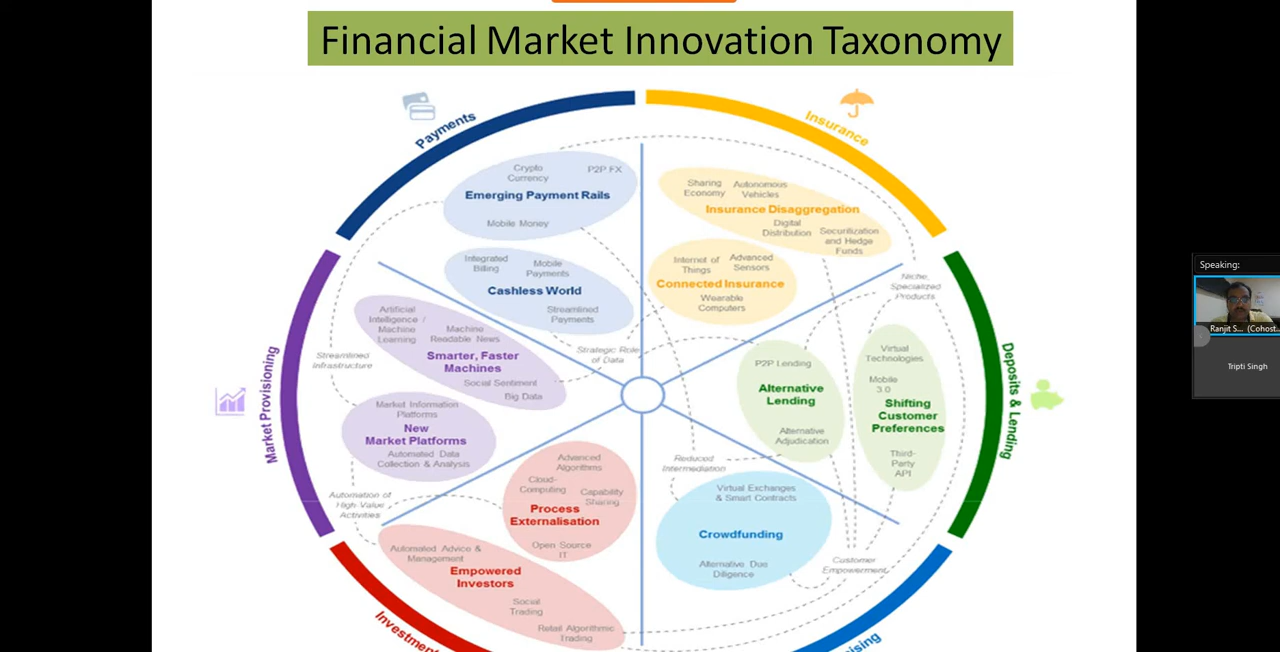 Financial Market Innovation Taxonomy
Payments
Insurance
Crypto
Currency
P2P FX
Emerging Payment Rails
Mobile Money
Sharing
Economy
Autonomous
Vehicles
Insurance Disaggregation
Digital
Distribution
Securilization
and Hedge
Funds
Integrated
Billing
Mobile
Payments
Cashless World
Streamlined
Payments
Internet of
Things
Advanced
Sensors
Connected Insurance
Wearable
Computers
Niche,
Specialized
Products
Speaking:
Ranjit S... (Cohost...
Tripti Singh
Artificial
Intelligence /
Machine
Learning
Machine
Readable News
Smarter, Faster
Machines
Social Sentiment
Big Data
Streamlined
Infrastructure
Strategic Role
of Data
Market Provisioning
Market Information
Platforms
New
Market Platforms
Automated Data
Collection & Analysis
P2P Lending
Alternative
Lending
Alternative
Adjudication
Virtual
Technologies
Mobile
3.0
Shifting
Customer
Preferences
Third-
Party
API
Deposits & Lending
Reduced
Intermediation
Automation of
High-Value
Activities
Advanced
Algorithms
Cloud-
Computing
Capability
Sharing
Process
Externalisation
Open Source
IT
Virtual Exchanges
& Smart Contracts
Crowdfunding
Alternative Due
Diligence
Customer
Empowerment
Automated Advice &
Management
Empowered
Investors
Social
Trading
Retail Algorithmic
Trading
Investment